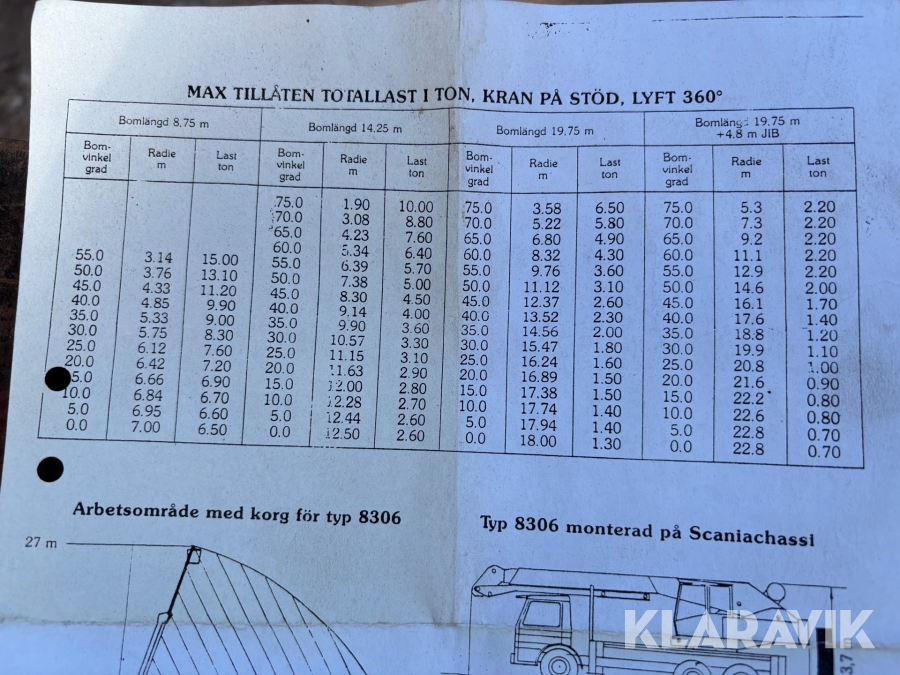 MAX TILLÅTEN TOTALLAST I TON, KRAN PÅ STÖD, LYFT 360°
Bomlängd 8.75 m Bomlängd 14.25 m Bomlängd 19.75 m Bomlängd 19.75 m
+4.8 m JIB
Bom- Bom- Bom- Bom-
vinkel Radie Last vinkel Radie Last vinkel Radie Last vinkel Radie Last
grad m ton grad m ton grad m ton grad m ton
75.0 1.90 10.00 75.0 3.58 6.50 75.0 5.3 2.20
70.0 3.08 8.80 70.0 5.22 5.80 70.0 7.3 2.20
65.0 4.23 7.60 65.0 6.80 4.90 65.0 9.2 2.20
60.0 5.34 6.40 60.0 8.32 4.30 60.0 11.1 2.20
55.0 3.14 15.00 55.0 6.39 5.70 55.0 9.76 3.60 55.0 12.9 2.20
50.0 3.76 13.10 50.0 7.38 5.00 50.0 11.12 3.10 50.0 14.6 2.00
45.0 4.33 11.20 45.0 8.30 4.50 45.0 12.37 2.60 45.0 16.1 1.70
40.0 4.85 9.90 40.0 9.14 4.00 40.0 13.52 2.30 40.0 17.6 1.40
35.0 5.33 9.00 35.0 9.90 3.60 35.0 14.56 2.00 35.0 18.8 1.20
30.0 5.75 8.30 30.0 10.57 3.30 30.0 15.47 1.80 30.0 19.9 1.10
25.0 6.12 7.60 25.0 11.15 3.10 25.0 16.24 1.60 25.0 20.8 1.00
20.0 6.42 7.20 20.0 11.63 2.90 20.0 16.89 1.50 20.0 21.6 0.90
5.0 6.66 6.90 15.0 12.00 2.80 15.0 17.38 1.50 15.0 22.2 0.80
10.0 6.84 6.70 10.0 12.28 2.70 10.0 17.74 1.40 10.0 22.6 0.80
5.0 6.95 6.60 5.0 12.44 2.60 5.0 17.94 1.40 5.0 22.8 0.70
0.0 7.00 6.50 0.0 12.50 2.60 0.0 18.00 1.30 0.0 22.8 0.70
Arbetsområde med korg för typ 8306
Typ 8306 monterad på Scaniachassi
27 m
KLARAVIK